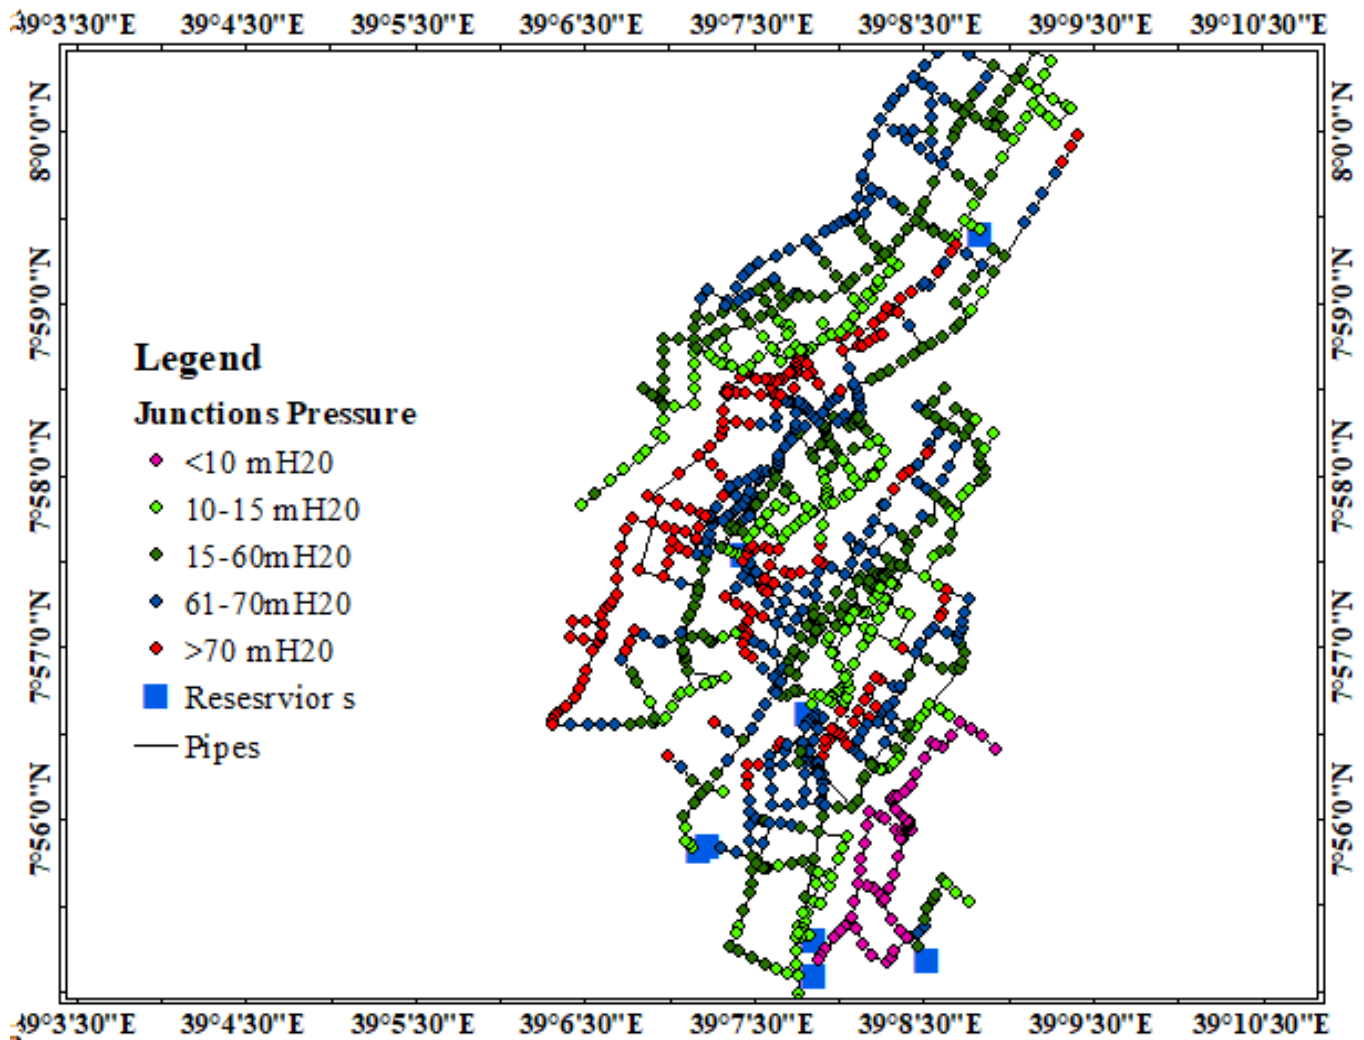 39°3'30"E 39°4'30"E 39°5'30"E 39°6'30"E 39°7'30"E 39°8'30"E 39°9'30"E 39°10'30"E
8°0'0"N 8°0'0"N
7°59'0"N 7°59'0"N
Legend
Junctions Pressure
<10 mH20
7°58'0"N 7°58'0"N
10-15 mH20
15-60mH20
61-70mH20
7°57'0"N 7°57'0"N
>70 mH20
Resesrvior s
Pipes
7°56'0"N 7°56'0"N
39°3'30"E 39°4'30"E 39°5'30"E 39°6'30"E 39°7'30"E 39°8'30"E 39°9'30"E 39°10'30"E